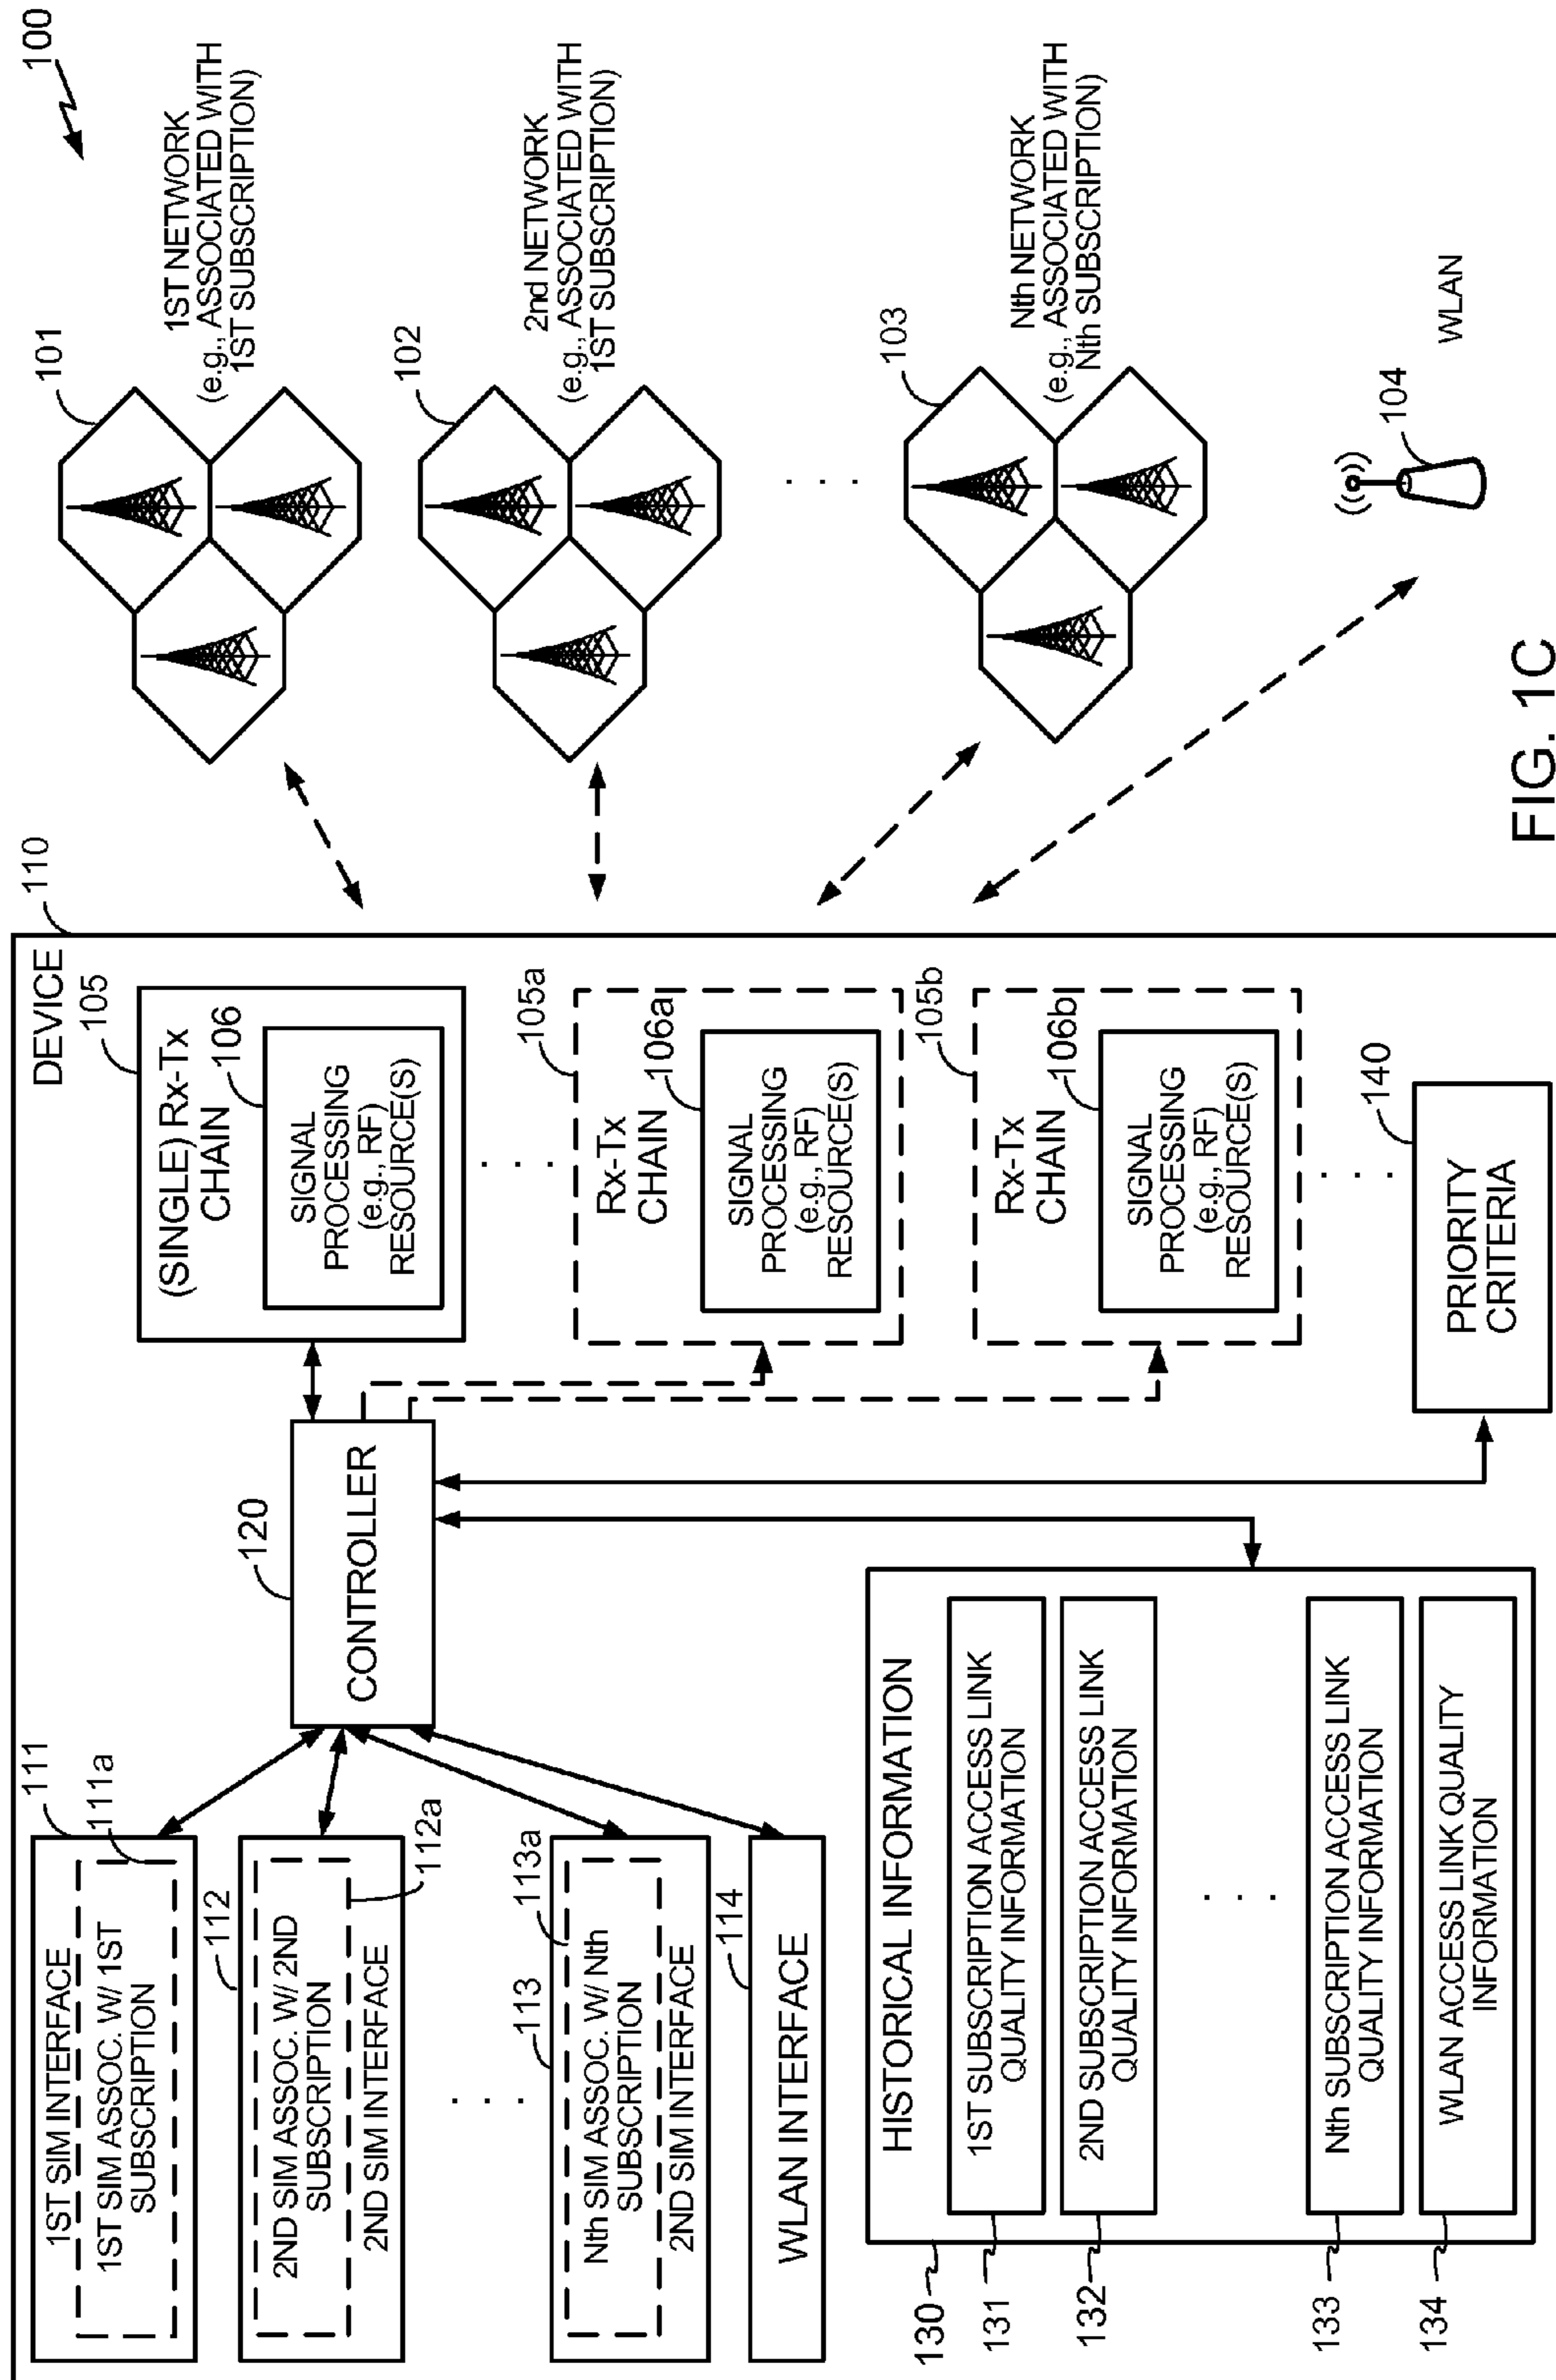 100
DEVICE
110
111
1ST SIM INTERFACE
111a
1ST SIM ASSOC. W/ 1ST
SUBSCRIPTION
112
2ND SIM ASSOC. W/ 2ND
SUBSCRIPTION
112a
2ND SIM INTERFACE
. . .
113
113a
Nth SIM ASSOC. W/ Nth
SUBSCRIPTION
2ND SIM INTERFACE
114
WLAN INTERFACE
120
CONTROLLER
130
HISTORICAL INFORMATION
131
1ST SUBSCRIPTION ACCESS LINK
QUALITY INFORMATION
132
2ND SUBSCRIPTION ACCESS LINK
QUALITY INFORMATION
. . .
133
Nth SUBSCRIPTION ACCESS LINK
QUALITY INFORMATION
134
WLAN ACCESS LINK QUALITY
INFORMATION
105
(SINGLE) Rx-Tx
CHAIN
106
SIGNAL
PROCESSING
(e.g., RF)
RESOURCE(S)
. . .
105a
Rx-Tx
CHAIN
106a
SIGNAL
PROCESSING
(e.g., RF)
RESOURCE(S)
105b
Rx-Tx
CHAIN
106b
SIGNAL
PROCESSING
(e.g., RF)
RESOURCE(S)
. . .
140
PRIORITY
CRITERIA
101
1ST NETWORK
(e.g., ASSOCIATED WITH
1ST SUBSCRIPTION)
102
2nd NETWORK
(e.g., ASSOCIATED WITH
1ST SUBSCRIPTION)
. . .
103
Nth NETWORK
(e.g., ASSOCIATED WITH
Nth SUBSCRIPTION)
104
WLAN
FIG. 1C